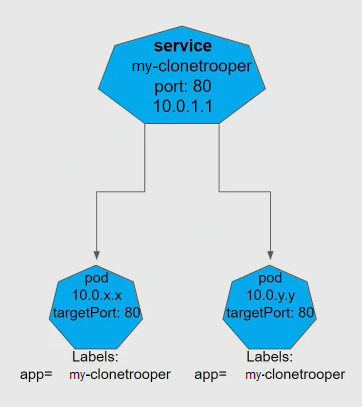 service
my-clonetrooper
port: 80
10.0.1.1
pod
10.0.x.x
targetPort: 80
Labels:
app= my-clonetrooper
pod
10.0.y.y
targetPort: 80
Labels:
app= my-clonetrooper